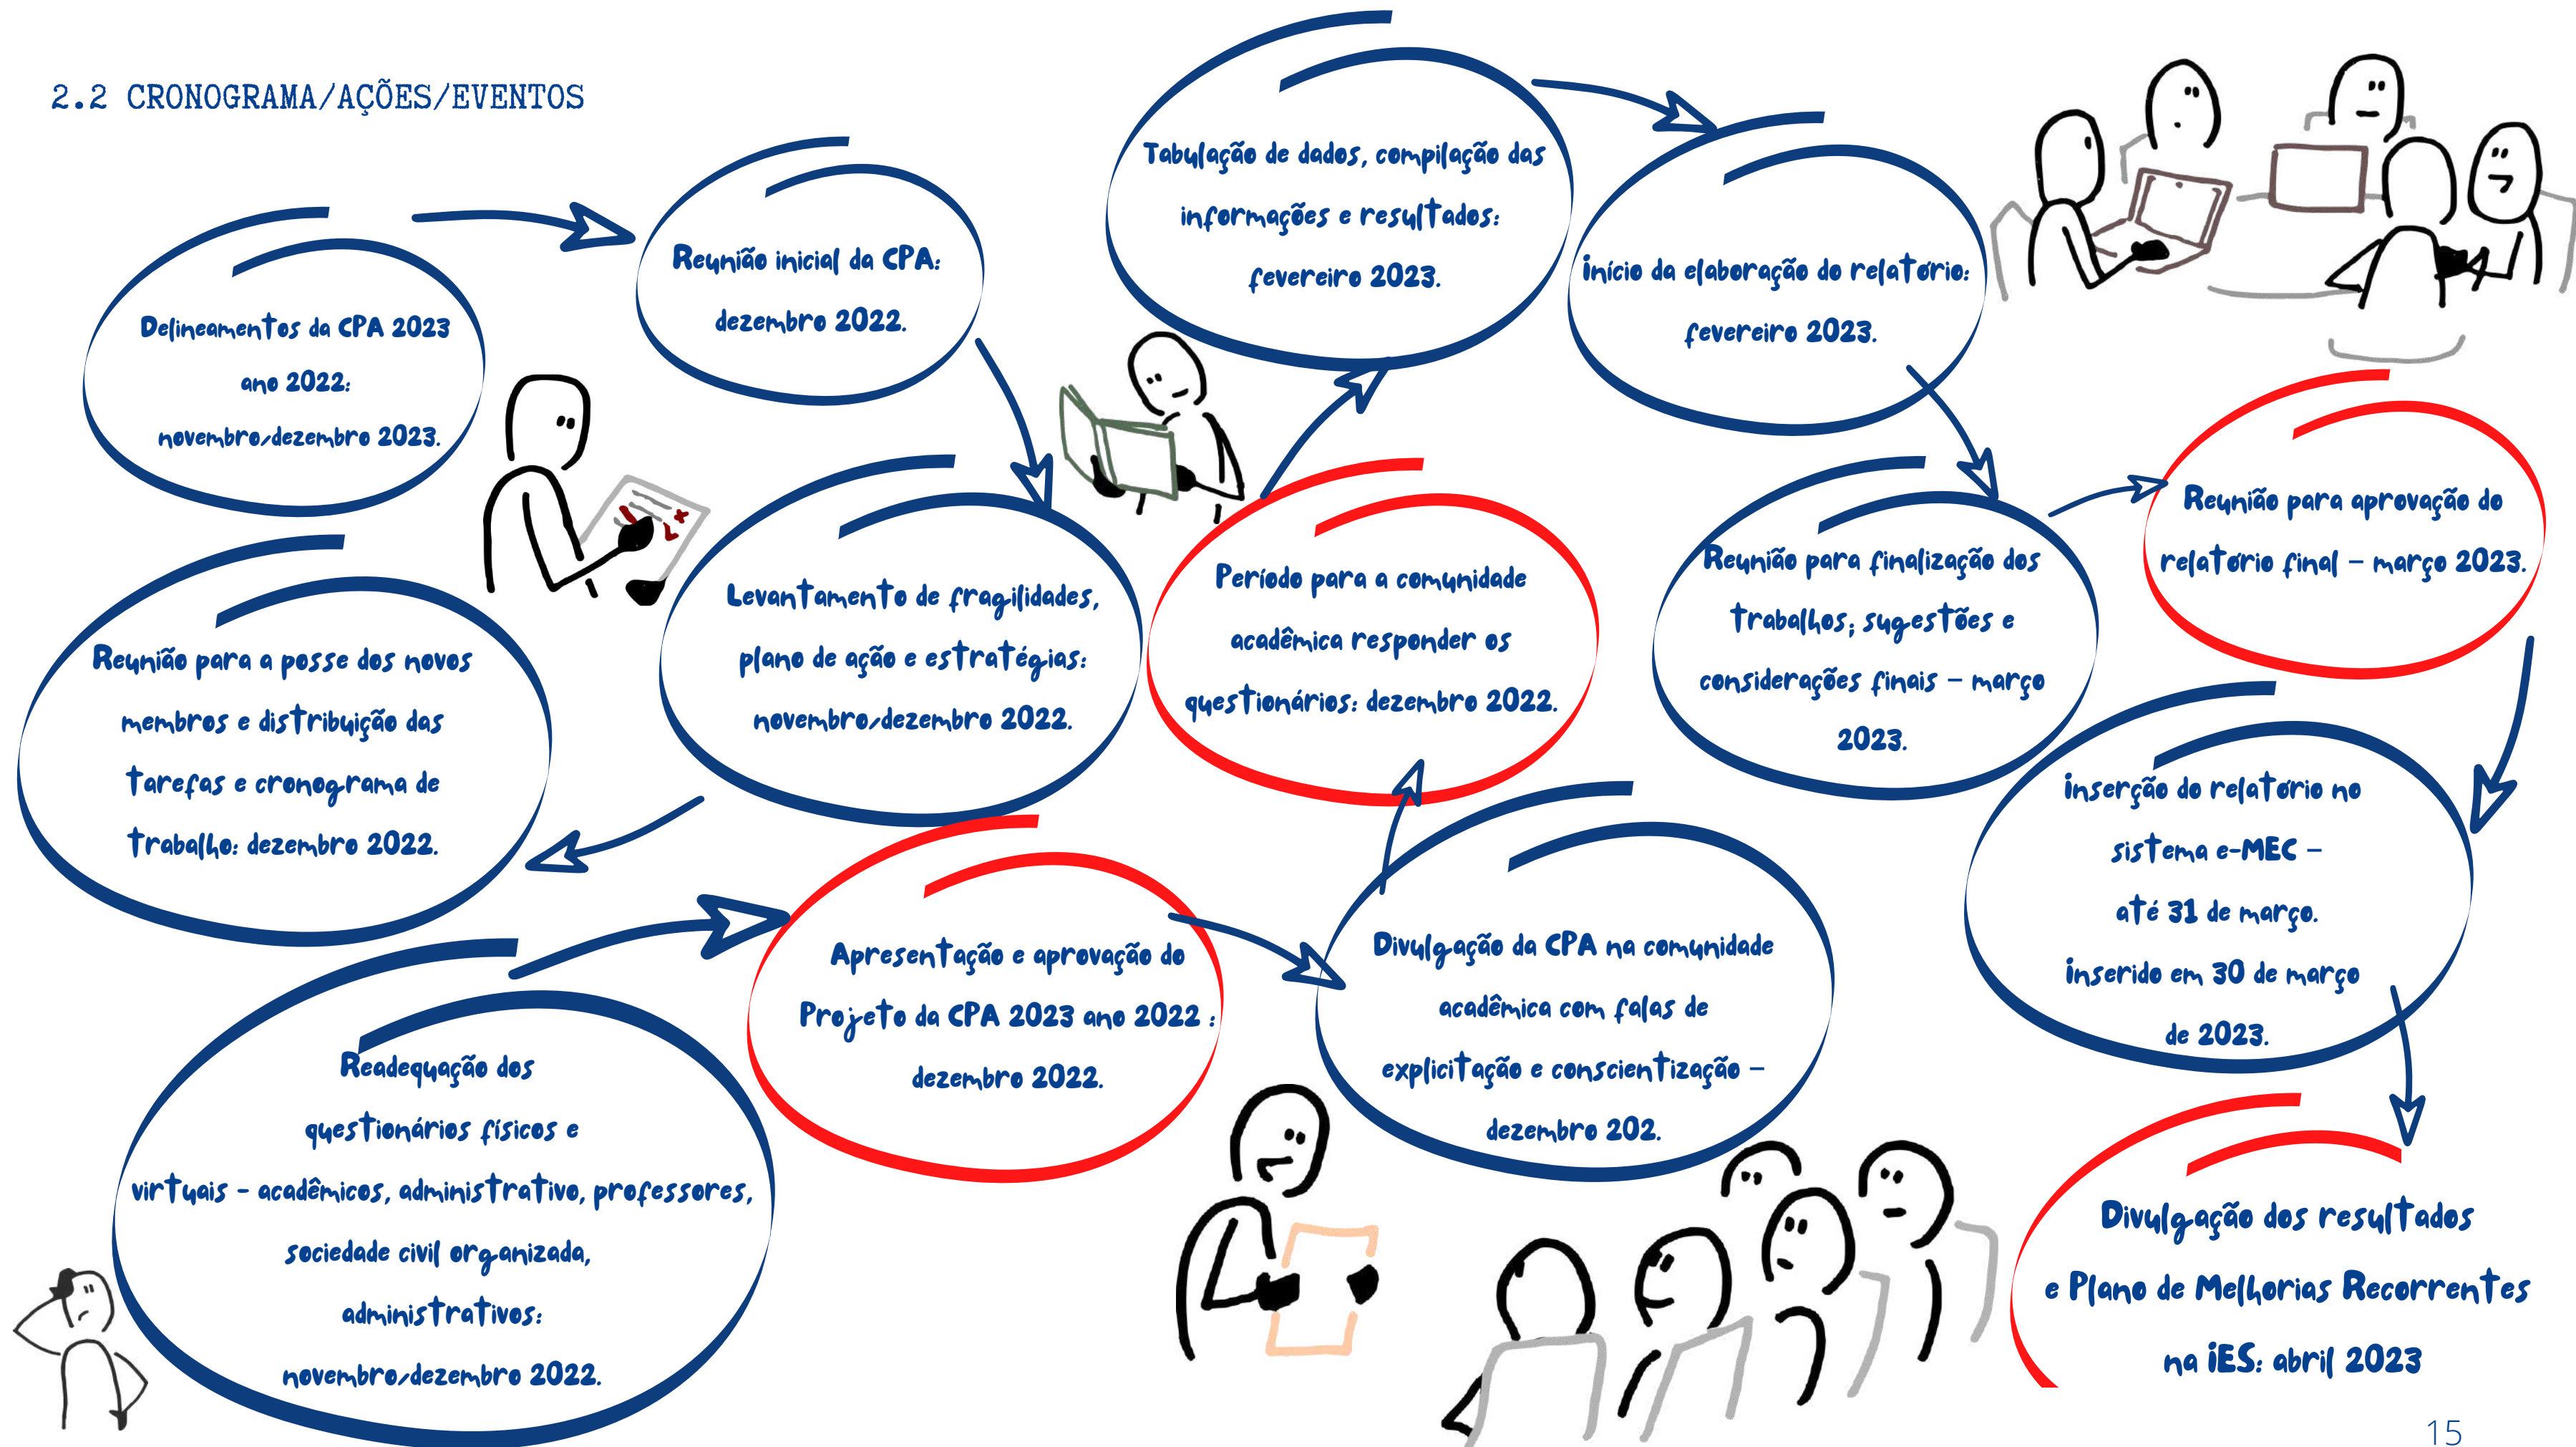 2.2 CRONOGRAMA/AÇÕES/EVENTOS
Delineamentos da CPA 2023
ano 2022:
novembro/dezembro 2023.
Reunião inicial da CPA:
dezembro 2022.
Levantamento de fragilidades,
plano de ação e estratégias:
novembro/dezembro 2022.
Reunião para a posse dos novos
membros e distribuição das
tarefas e cronograma de
trabalho: dezembro 2022.
Readequação dos
questionários físicos e
virtuais - acadêmicos, administrativo, professores,
sociedade civil organizada,
administrativos:
novembro/dezembro 2022.
Apresentação e aprovação do
Projeto da CPA 2023 ano 2022 :
dezembro 2022.
Divulgação da CPA na comunidade
acadêmica com falas de
explicitação e conscientização –
dezembro 202.
Período para a comunidade
acadêmica responder os
questionários: dezembro 2022.
Tabulação de dados, compilação das
informações e resultados:
fevereiro 2023.
início da elaboração do relatório:
fevereiro 2023.
Reunião para finalização dos
trabalhos; sugestões e
considerações finais – março
2023.
Reunião para aprovação do
relatório final – março 2023.
inserção do relatório no
sistema e-MEC –
até 31 de março.
inserido em 30 de março
de 2023.
Divulgação dos resultados
e Plano de Melhorias Recorrentes
na iES: abril 2023
15